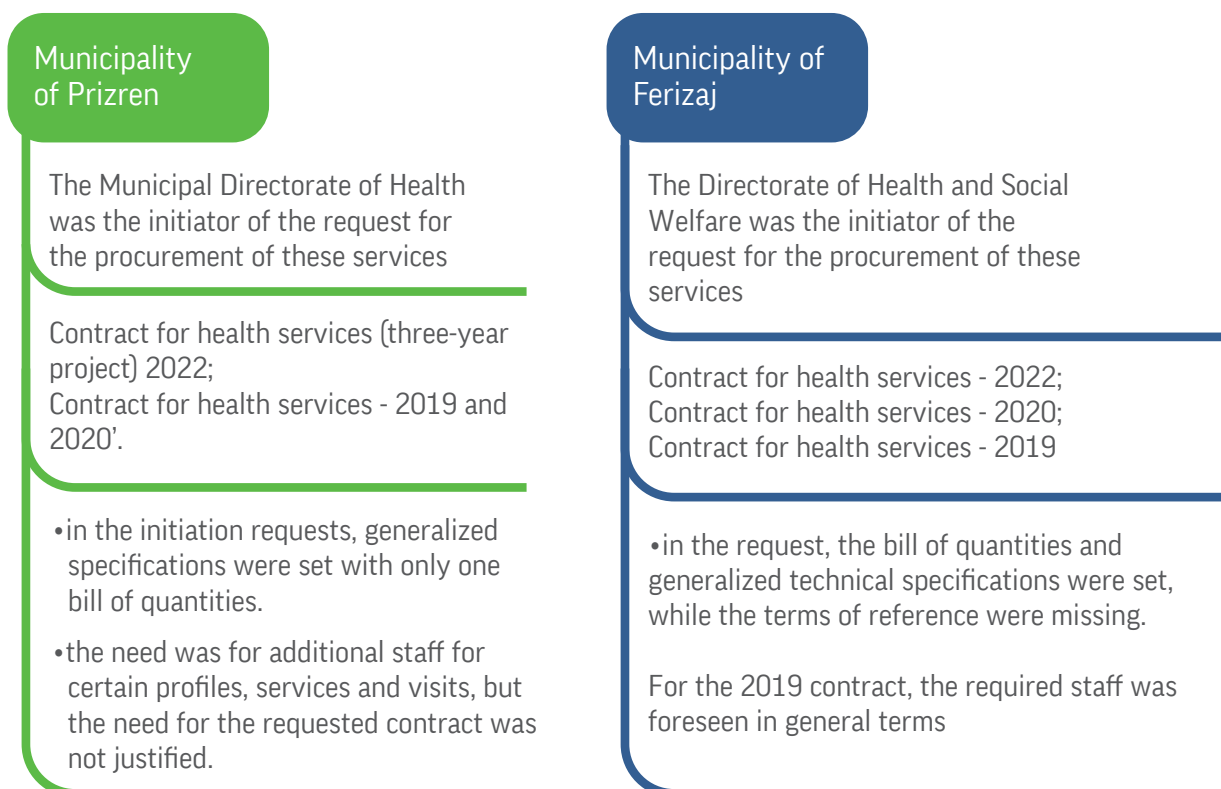 Municipality
of Prizren
The Municipal Directorate of Health
was the initiator of the request for
the procurement of these services
Contract for health services (three-year
project) 2022;
Contract for health services - 2019 and
2020’.
•in the initiation requests, generalized
specifications were set with only one
bill of quantities.
•the need was for additional staff for
certain profiles, services and visits, but
the need for the requested contract was
not justified.
Municipality of
Ferizaj
The Directorate of Health and Social
Welfare was the initiator of the
request for the procurement of these
services
Contract for health services - 2022;
Contract for health services - 2020;
Contract for health services - 2019
•in the request, the bill of quantities and
generalized technical specifications were set,
while the terms of reference were missing.
For the 2019 contract, the required staff was
foreseen in general terms